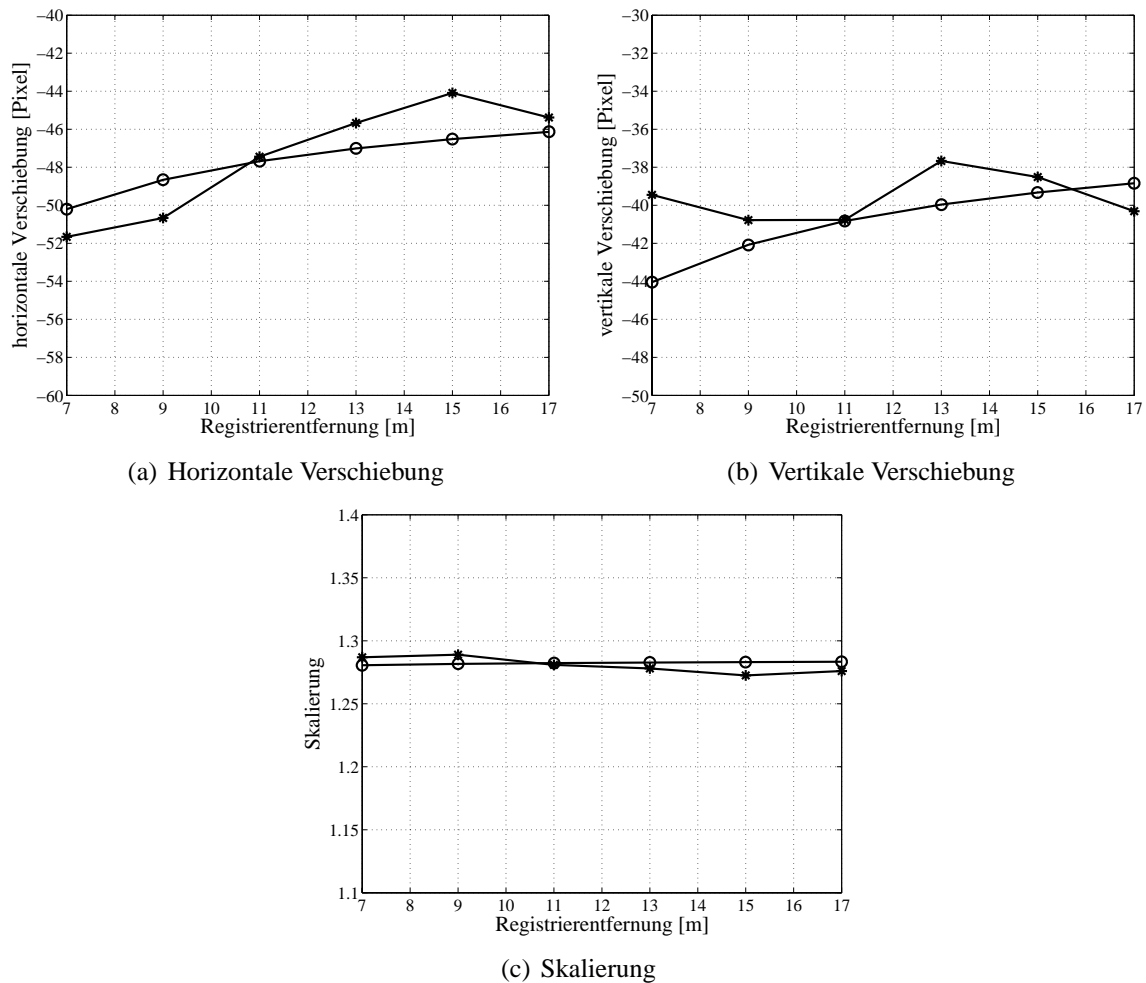 −40
−42
−44
−46
−48
−50
−52
−54
−56
−58
−60
horizontale Verschiebung [Pixel]
7 8 9 10 11 12 13 14 15 16 17
Registrierentfernung [m]
(a) Horizontale Verschiebung
−30
−32
−34
−36
−38
−40
−42
−44
−46
−48
−50
vertikale Verschiebung [Pixel]
7 8 9 10 11 12 13 14 15 16 17
Registrierentfernung [m]
(b) Vertikale Verschiebung
1.4
1.35
1.3
1.25
1.2
1.15
1.1
Skalierung
7 8 9 10 11 12 13 14 15 16 17
Registrierentfernung [m]
(c) Skalierung